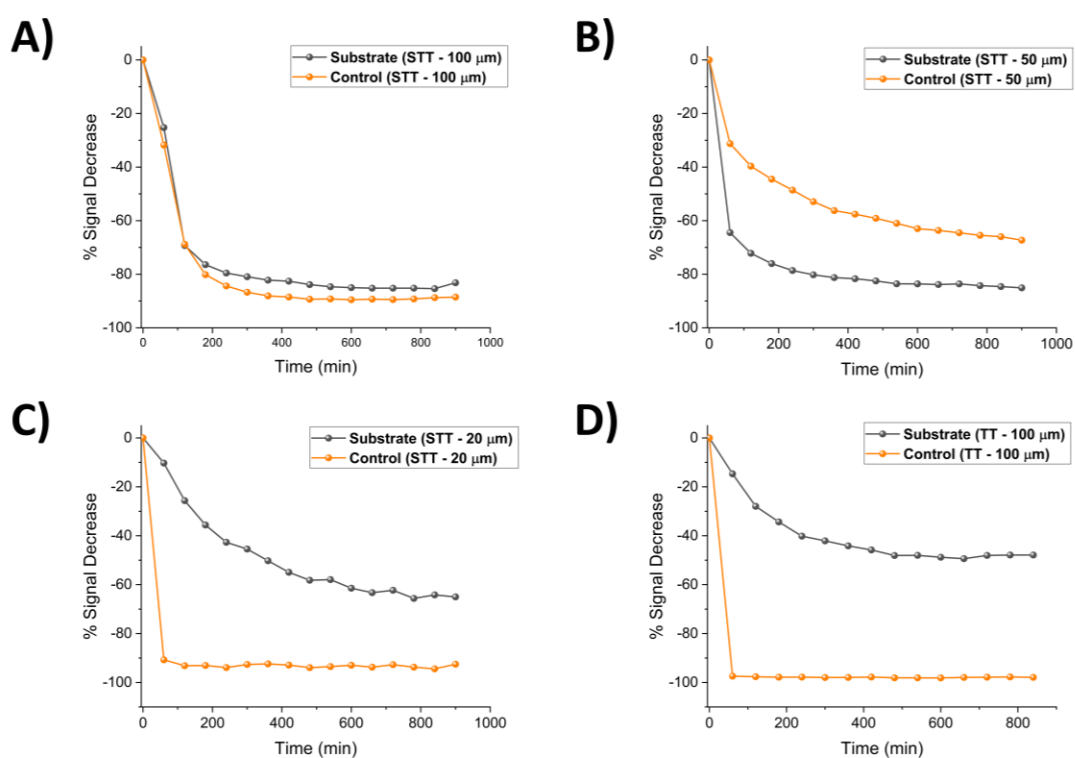 A)
Substrate (STT - 100 μm)
Control (STT - 100 μm)
0
-20
-40
-60
-80
-100
% Signal Decrease
0
200
400
600
800
1000
Time (min)
B)
Substrate (STT - 50 μm)
Control (STT - 50 μm)
0
-20
-40
-60
-80
-100
% Signal Decrease
0
200
400
600
800
1000
Time (min)
C)
Substrate (STT - 20 μm)
Control (STT - 20 μm)
0
-20
-40
-60
-80
-100
% Signal Decrease
0
200
400
600
800
1000
Time (min)
D)
Substrate (TT - 100 μm)
Control (TT - 100 μm)
0
-20
-40
-60
-80
-100
% Signal Decrease
0
200
400
600
800
Time (min)